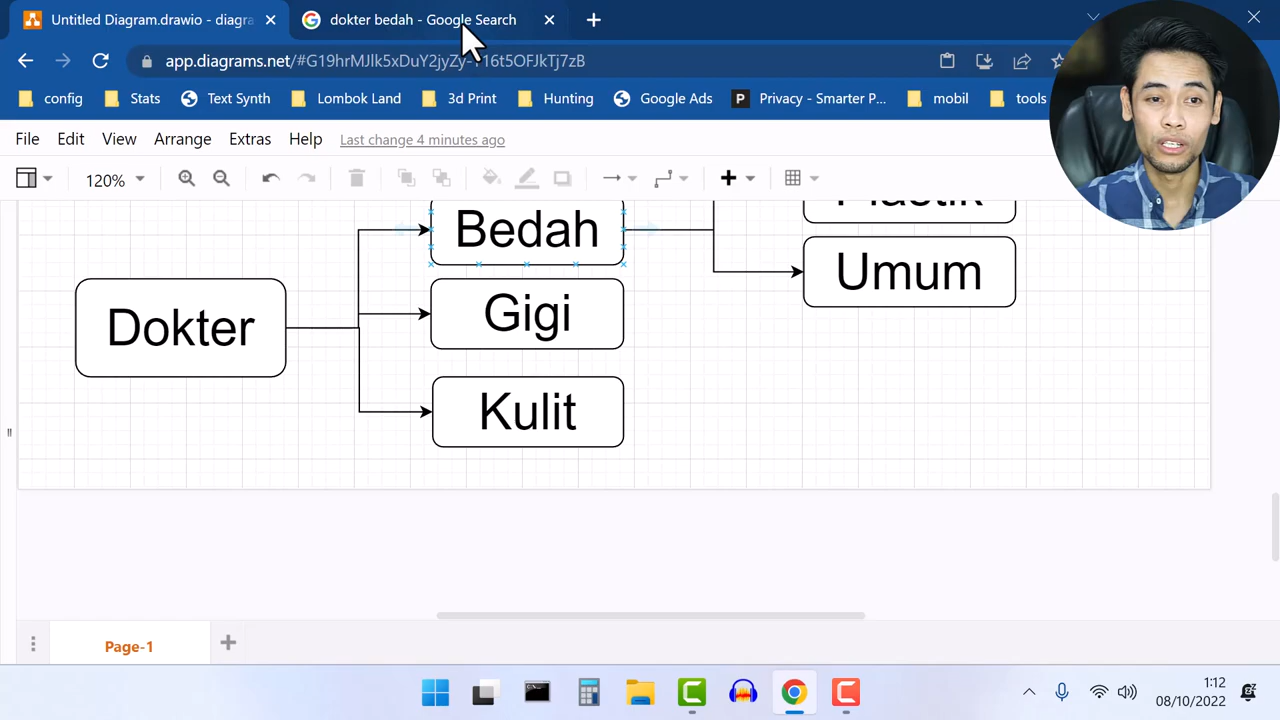 Untitled Diagram.drawio - diagra
dokter bedah - Google Search
app.diagrams.net/#G19hrMJlk5xDuY2jyZy-
16t5OFJkTj7zB
config
Stats
Text Synth
Lombok Land
3d Print
Hunting
Google Ads
P
Privacy - Smarter P...
mobil
tools
File
Edit
View
Arrange
Extras
Help
Last change 4 minutes ago
120%
Plastik
Bedah
Umum
Gigi
Dokter
Kulit
Page-1
1:12
08/10/2022